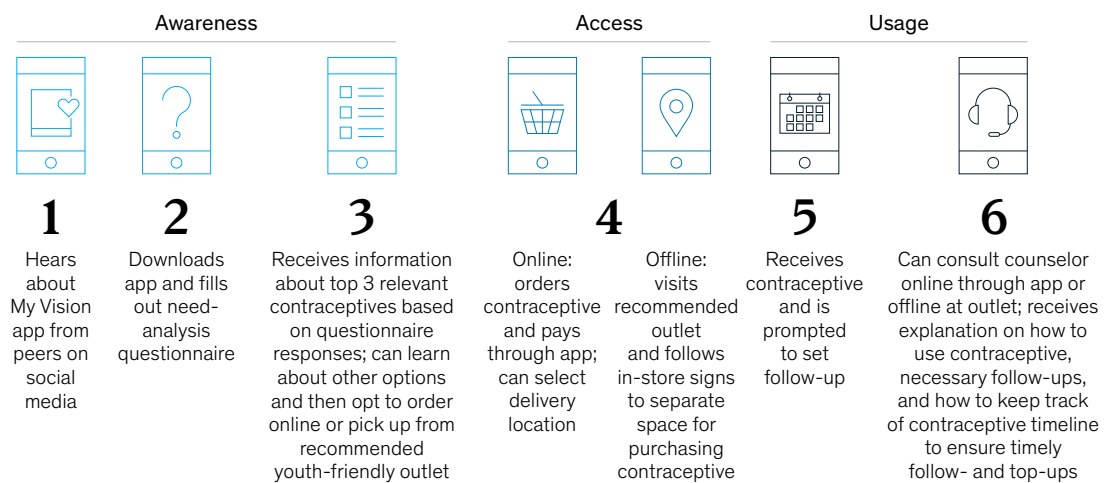 Awareness
Access
Usage
1
Hears
about
My Vision
app from
peers on
social
media
2
Downloads
app and fills
out need-
analysis
questionnaire
3
Receives information
about top 3 relevant
contraceptives based
on questionnaire
responses; can learn
about other options
and then opt to order
online or pick up from
recommended
youth-friendly outlet
4
Online:
orders
contraceptive
and pays
through app;
can select
delivery
location
Offline:
visits
recommended
outlet
and follows
in-store signs
to separate
space for
purchasing
contraceptive
5
Receives
contraceptive
and is
prompted
to set
follow-up
6
Can consult counselor
online through app or
offline at outlet; receives
explanation on how to
use contraceptive,
necessary follow-ups,
and how to keep track
of contraceptive timeline
to ensure timely
follow- and top-ups